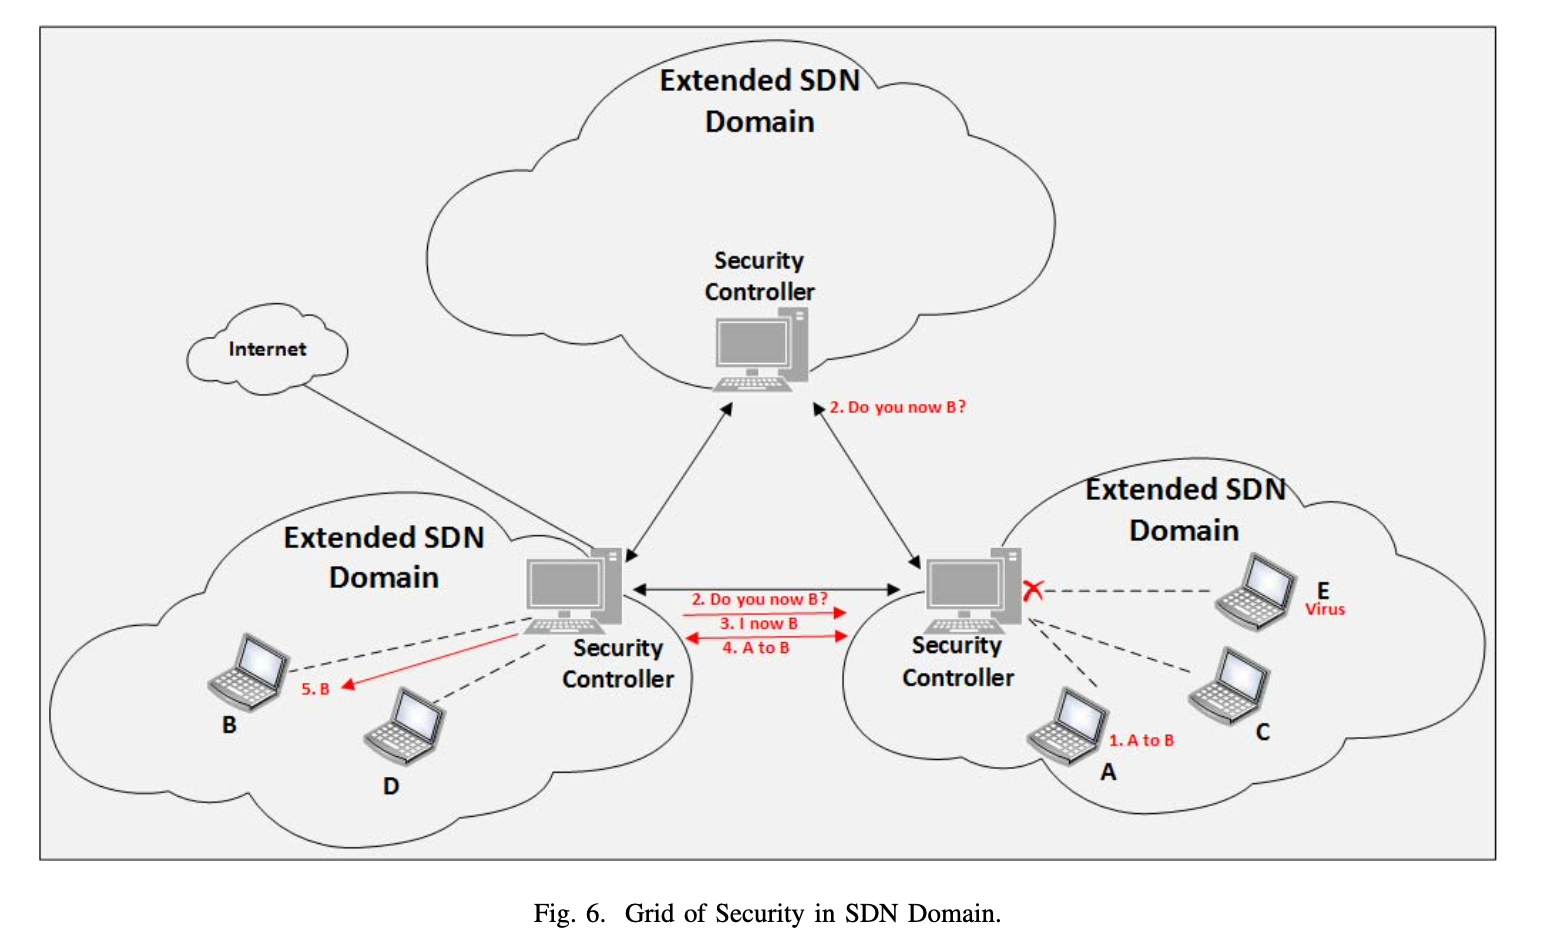 Extended SDN
Domain
Security
Controller
Internet
2. Do you now B?
Extended SDN
Domain
Extended SDN
Domain
2. Do you now B?
3. I now B
4. A to B
E
Virus
Security
Controller
Security
Controller
5. B
B
D
C
1. A to B
A
Fig. 6. Grid of Security in SDN Domain.